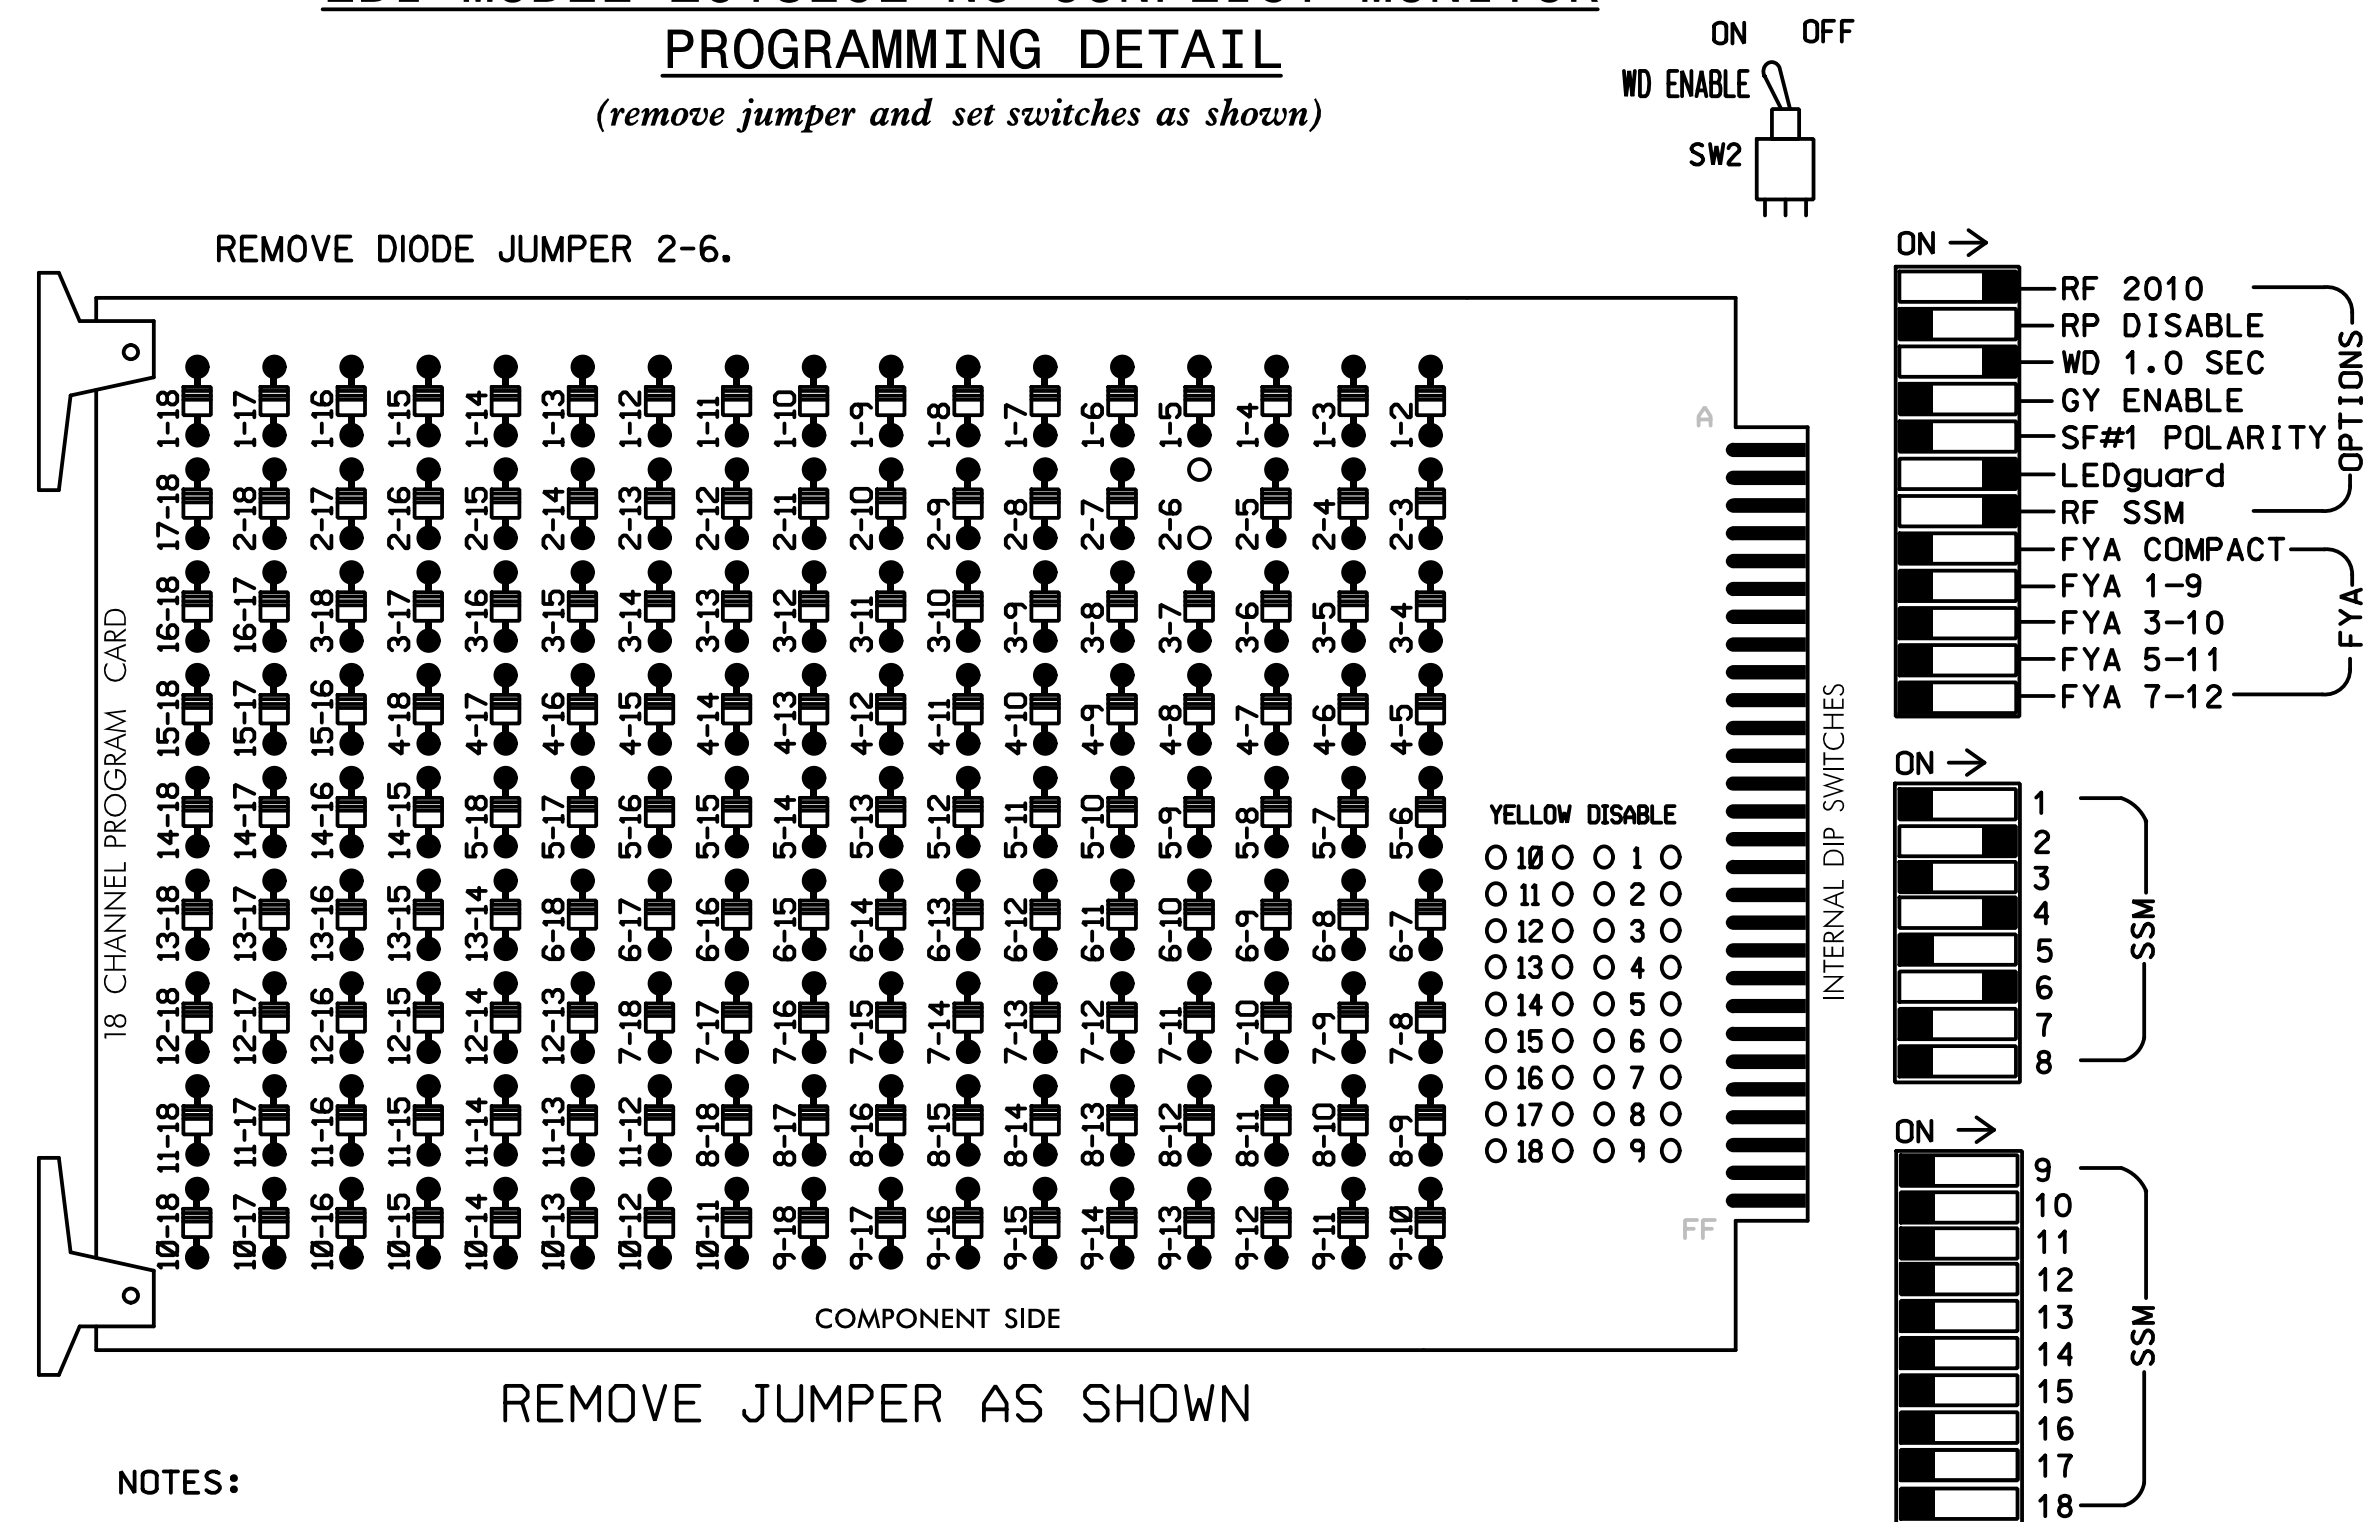 PROGRAMMING DETAIL
(remove jumper and set switches as shown)
ON OFF
WD ENABLE
SW2
REMOVE DIODE JUMPER 2-6.
18 CHANNEL PROGRAM CARD
1-18 1-17 1-16 1-15 1-14 1-13 1-12 1-11 1-10 1-9 1-8 1-7 1-6 1-5 1-4 1-3 1-2
17-18 2-18 2-17 2-16 2-15 2-14 2-13 2-12 2-11 2-10 2-9 2-8 2-7 2-6 2-5 2-4 2-3
16-18 16-17 3-18 3-17 3-16 3-15 3-14 3-13 3-12 3-11 3-10 3-9 3-8 3-7 3-6 3-5 3-4
15-18 15-17 15-16 4-18 4-17 4-16 4-15 4-14 4-13 4-12 4-11 4-10 4-9 4-8 4-7 4-6 4-5
14-18 14-17 14-16 14-15 5-18 5-17 5-16 5-15 5-14 5-13 5-12 5-11 5-10 5-9 5-8 5-7 5-6
13-18 13-17 13-16 13-15 13-14 6-18 6-17 6-16 6-15 6-14 6-13 6-12 6-11 6-10 6-9 6-8 6-7
12-18 12-17 12-16 12-15 12-14 12-13 7-18 7-17 7-16 7-15 7-14 7-13 7-12 7-11 7-10 7-9 7-8
11-18 11-17 11-16 11-15 11-14 11-13 11-12 8-18 8-17 8-16 8-15 8-14 8-13 8-12 8-11 8-10 8-9
10-18 10-17 10-16 10-15 10-14 10-13 10-12 10-11 9-18 9-17 9-16 9-15 9-14 9-13 9-12 9-11 9-10
A
YELLOW DISABLE
10 1
11 2
12 3
13 4
14 5
15 6
16 7
17 8
18 9
FF
COMPONENT SIDE
REMOVE JUMPER AS SHOWN
NOTES:
INTERNAL DIP SWITCHES
ON
RF 2010
RP DISABLE
WD 1.0 SEC
GY ENABLE
SF#1 POLARITY
LEDguard
RF SSM
OPTIONS
FYA COMPACT
FYA 1-9
FYA 3-10
FYA 5-11
FYA 7-12
FYA
ON
1
2
3
4
5
6
7
8
SSM
ON
9
10
11
12
13
14
15
16
17
18
SSM